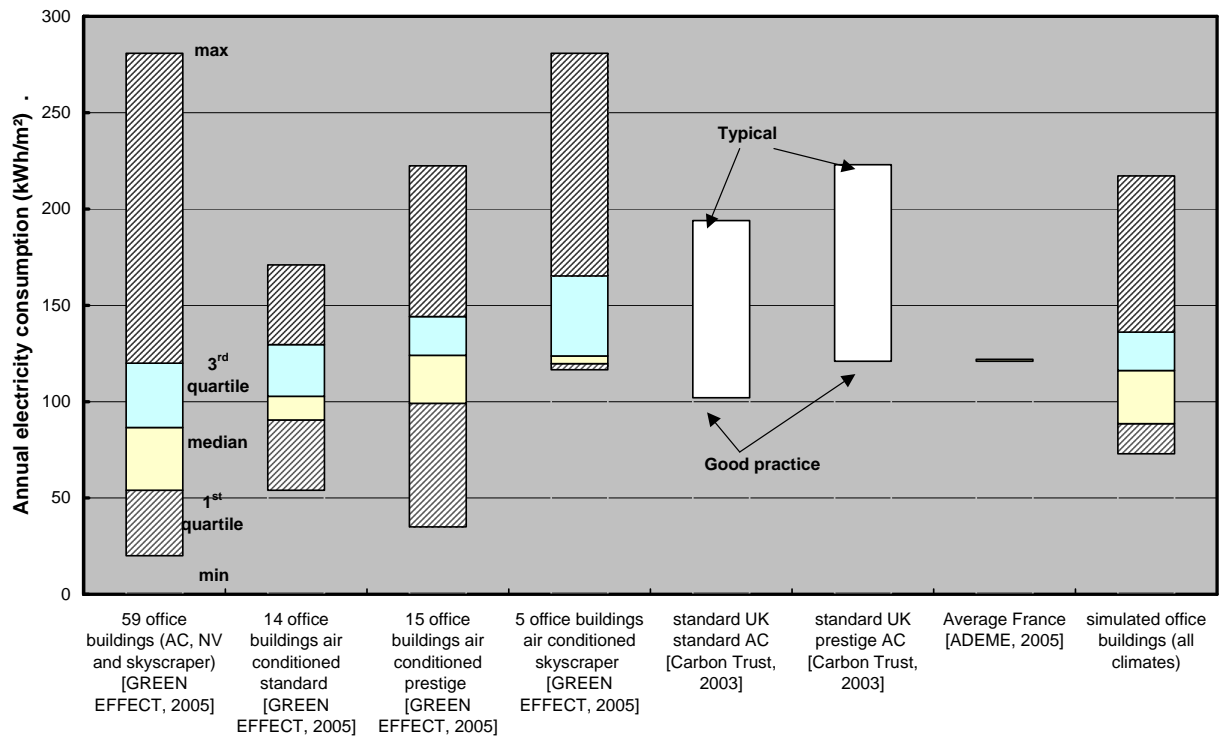 Annual electricity consumption (kWh/m²) .
300
250
200
150
100
50
0
max
3rd
quartile
median
1st
quartile
min
Typical
Good practice
59 office
buildings (AC, NV
and skyscraper)
[GREEN
EFFECT, 2005]
14 office
buildings air
conditioned
standard
[GREEN
EFFECT, 2005]
15 office
buildings air
conditioned
prestige
[GREEN
EFFECT, 2005]
5 office buildings
air conditioned
skyscraper
[GREEN
EFFECT, 2005]
standard UK
standard AC
[Carbon Trust,
2003]
standard UK
prestige AC
[Carbon Trust,
2003]
Average France
[ADEME, 2005]
simulated office
buildings (all
climates)